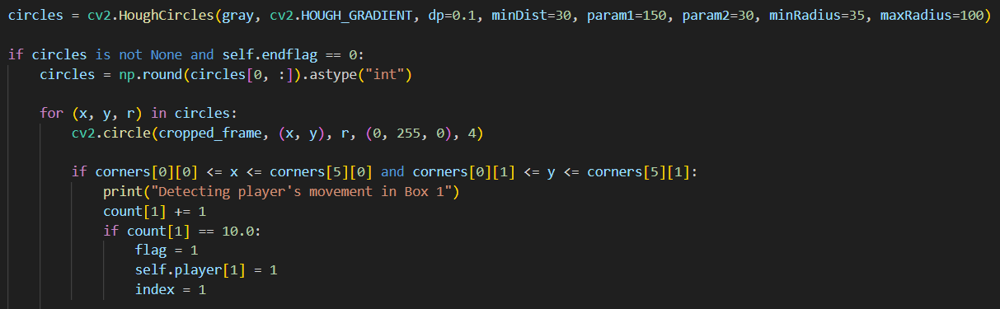 circles = cv2.HoughCircles(gray, cv2.HOUGH_GRADIENT, dp=0.1, minDist=30, param1=150, param2=30, minRadius=35, maxRadius=100)
if circles is not None and self.endflag == 0:
    circles = np.round(circles[0, :]).astype("int")
    for (x, y, r) in circles:
        cv2.circle(cropped_frame, (x, y), r, (0, 255, 0), 4)
        if corners[0][0] <= x <= corners[5][0] and corners[0][1] <= y <= corners[5][1]:
            print("Detecting player's movement in Box 1")
            count[1] += 1
            if count[1] == 10.0:
                flag = 1
                self.player[1] = 1
                index = 1